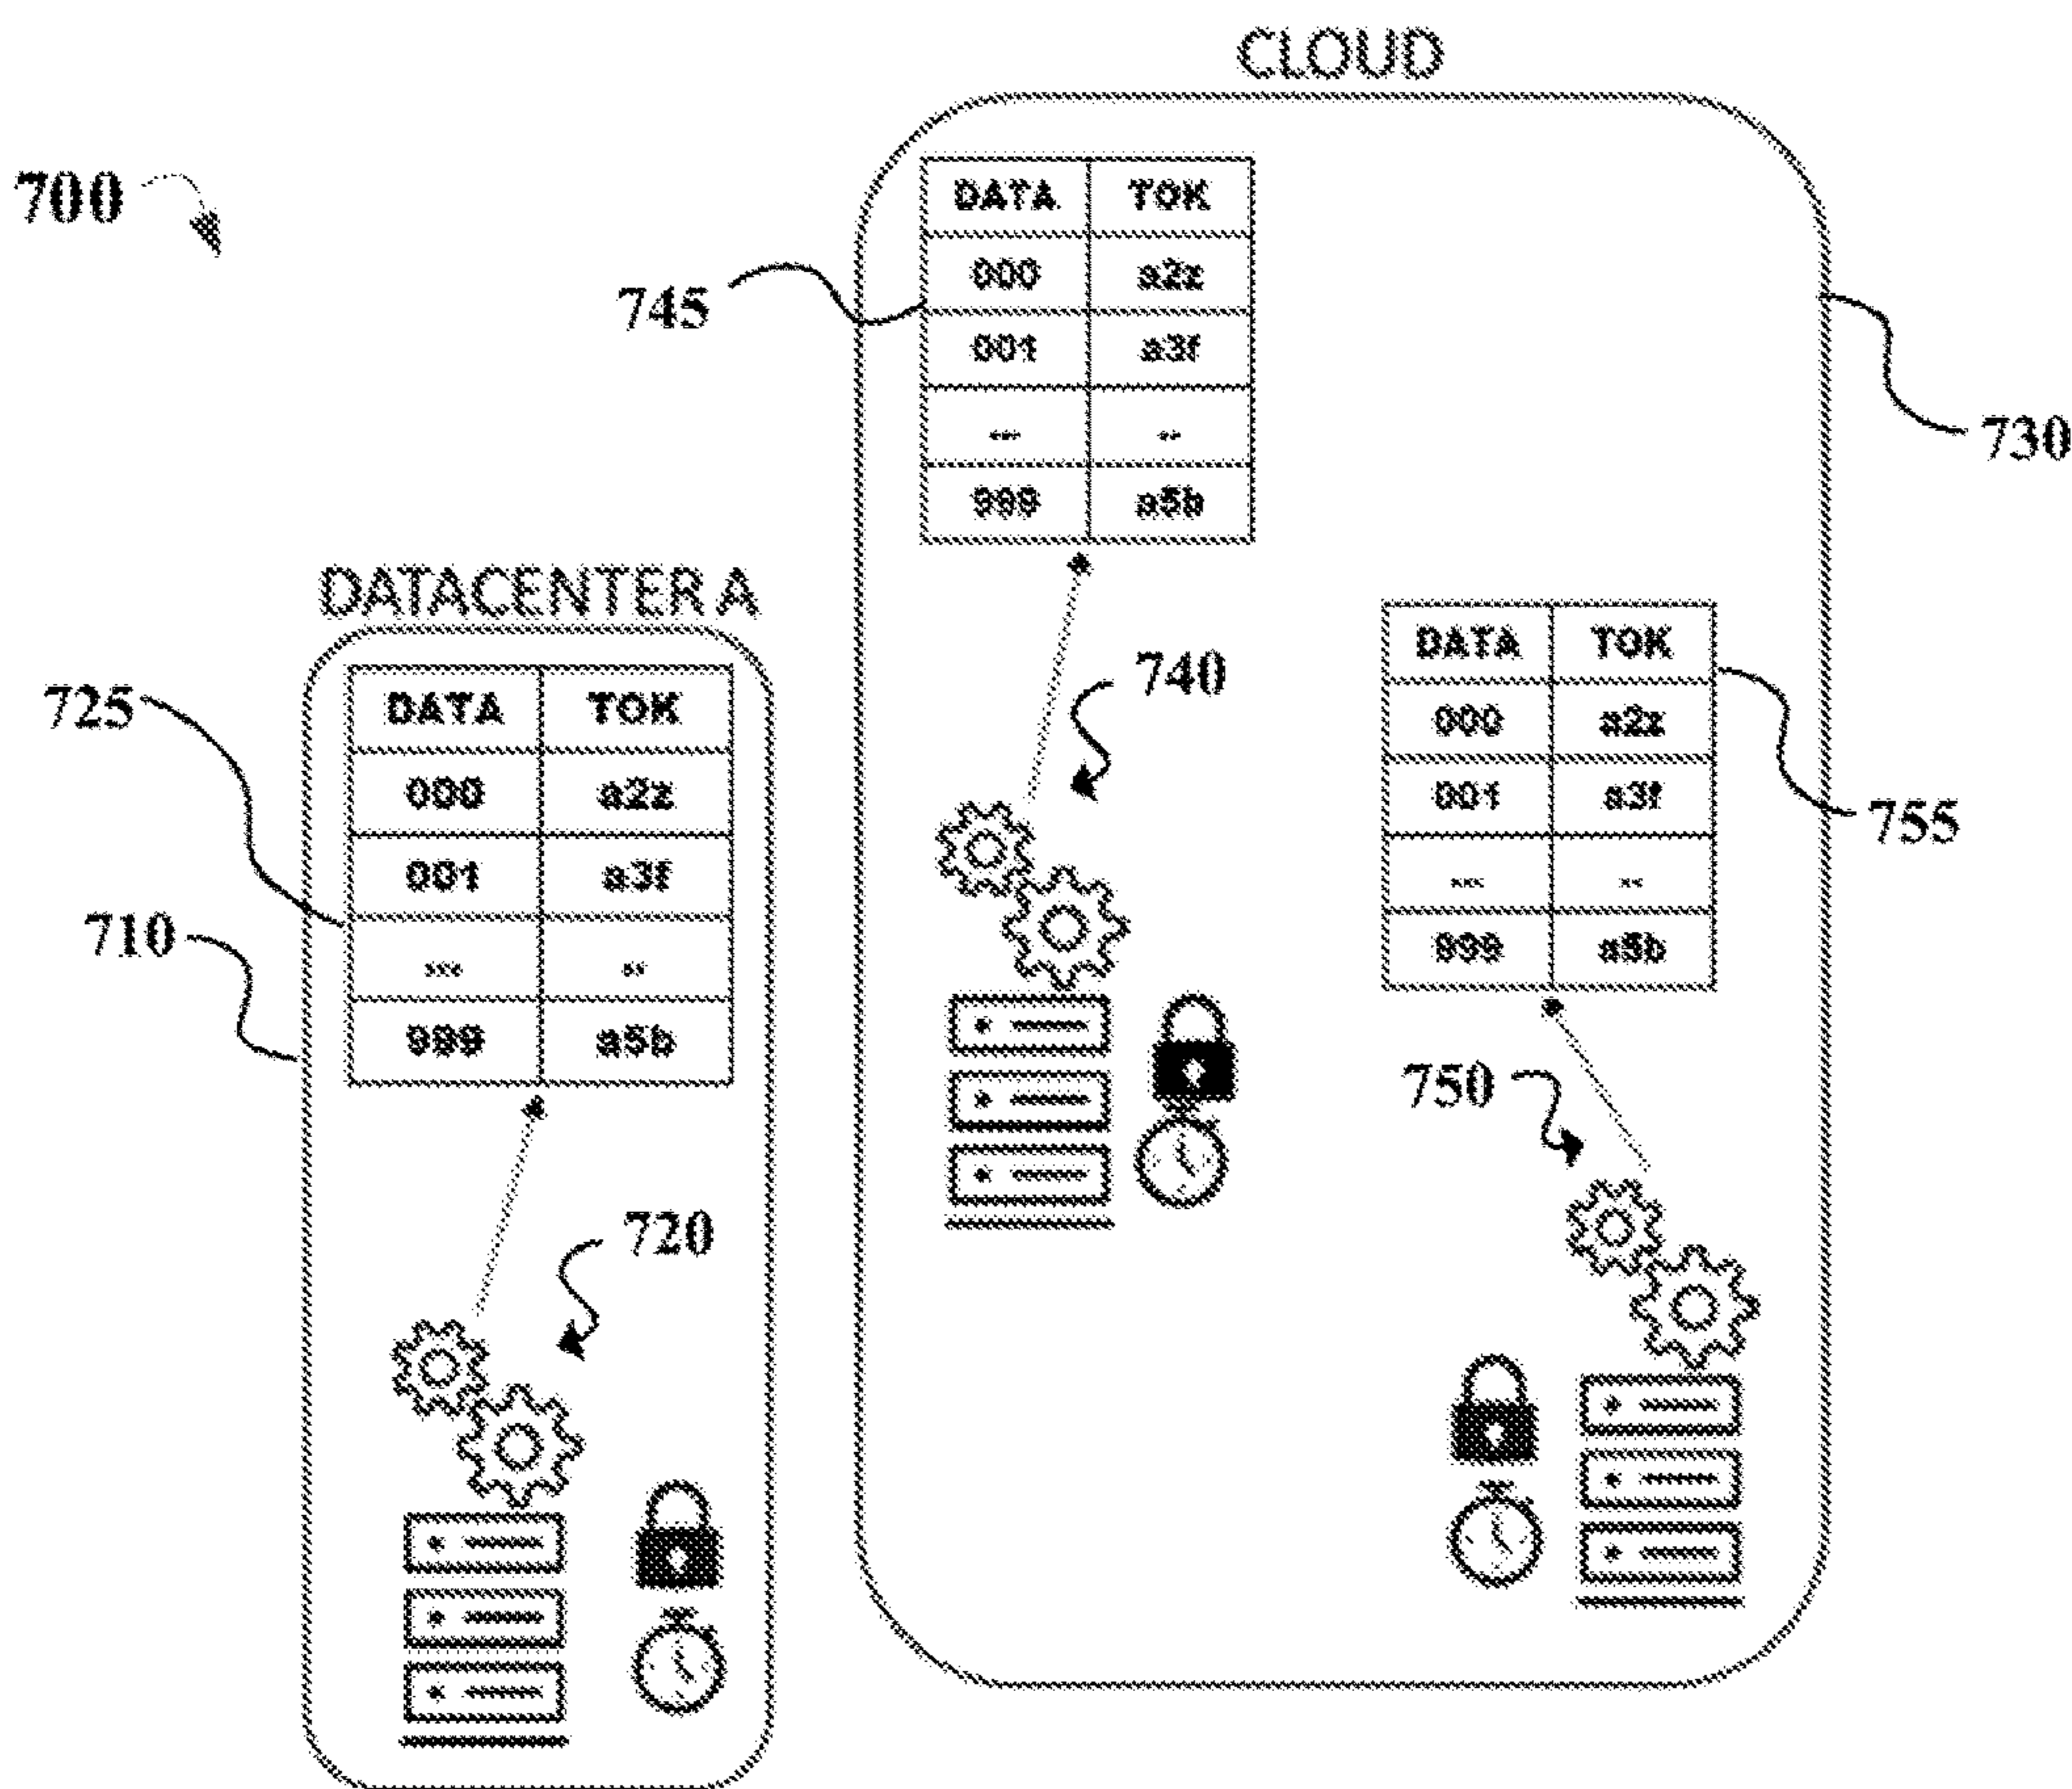 CLOUD
700
DATA TOK
000 a2z
001 a3f
... ..
999 a5b
745
730
DATACENTER A
DATA TOK
000 a2z
001 a3f
... ..
999 a5b
725
710
740
DATA TOK
000 a2z
001 a3f
... ..
999 a5b
755
750
720